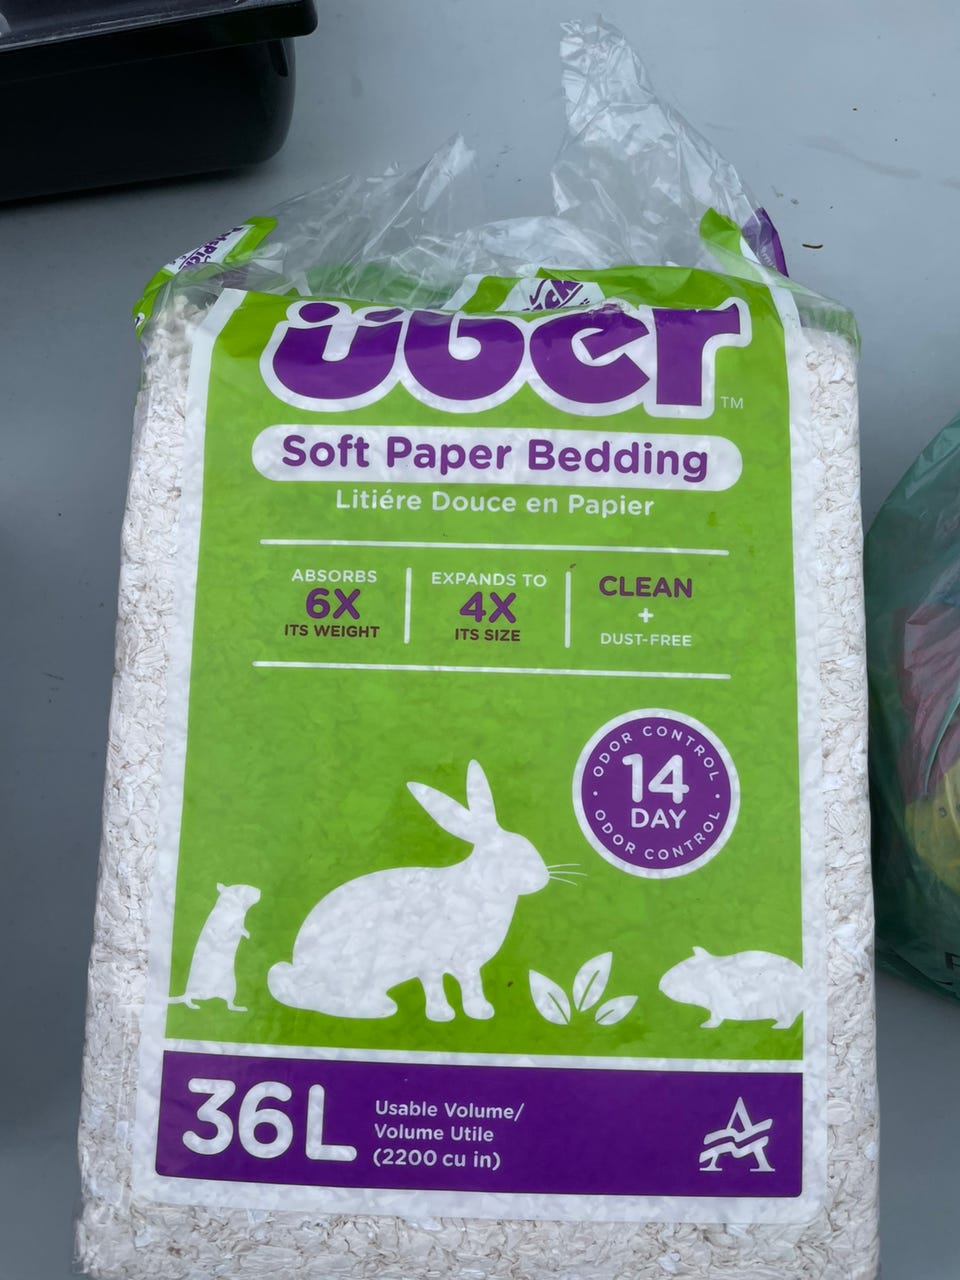 über
TM
Soft Paper Bedding
Litiére Douce en Papier
ABSORBS
6X
ITS WEIGHT
EXPANDS TO
4X
ITS SIZE
CLEAN
+
DUST-FREE
ODOR CONTROL
14
DAY
ODOR CONTROL
36L
Usable Volume/
Volume Utile
(2200 cu in)